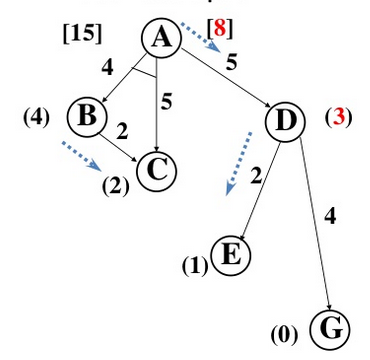 [15] A [8]
4 5 5
(4) B 2 D (3)
(2) C
2
4
(1) E
(0) G